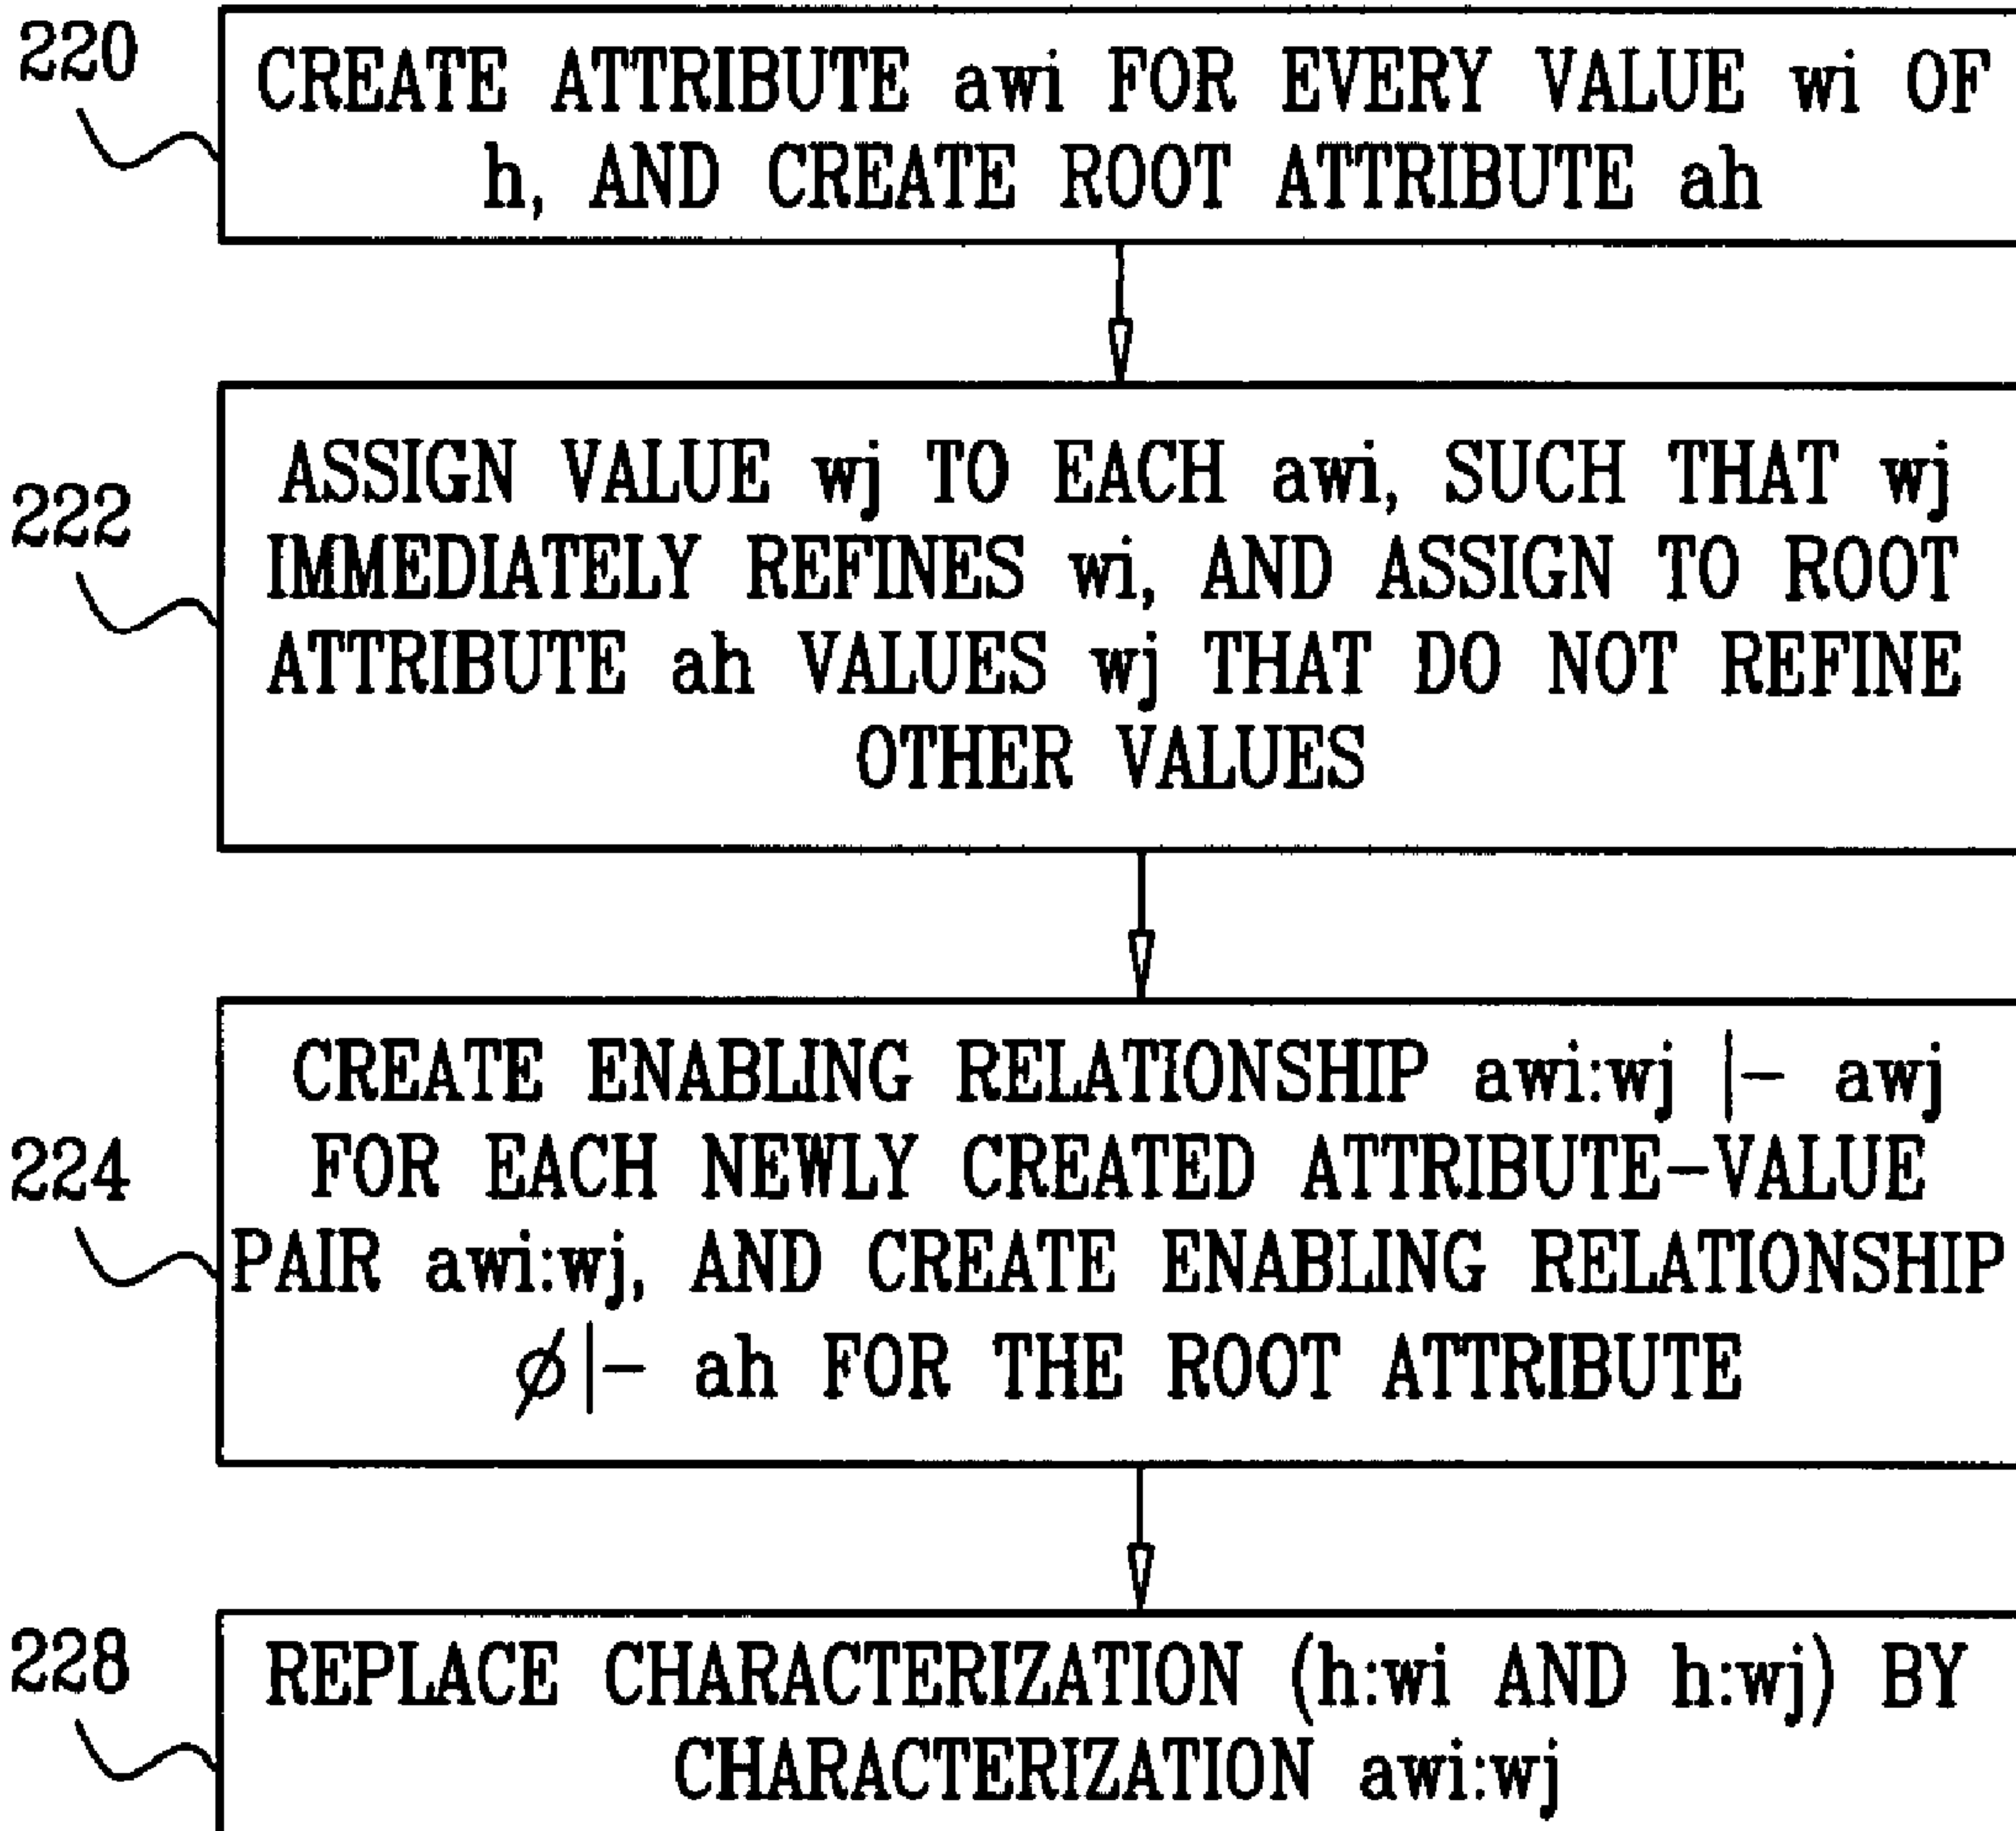 220
CREATE ATTRIBUTE awi FOR EVERY VALUE wi OF
h, AND CREATE ROOT ATTRIBUTE ah
222
ASSIGN VALUE wj TO EACH awi, SUCH THAT wj
IMMEDIATELY REFINES wi, AND ASSIGN TO ROOT
ATTRIBUTE ah VALUES wj THAT DO NOT REFINE
OTHER VALUES
224
CREATE ENABLING RELATIONSHIP awi:wj |– awj
FOR EACH NEWLY CREATED ATTRIBUTE–VALUE
PAIR awi:wj, AND CREATE ENABLING RELATIONSHIP
ø|– ah FOR THE ROOT ATTRIBUTE
228
REPLACE CHARACTERIZATION (h:wi AND h:wj) BY
CHARACTERIZATION awi:wj